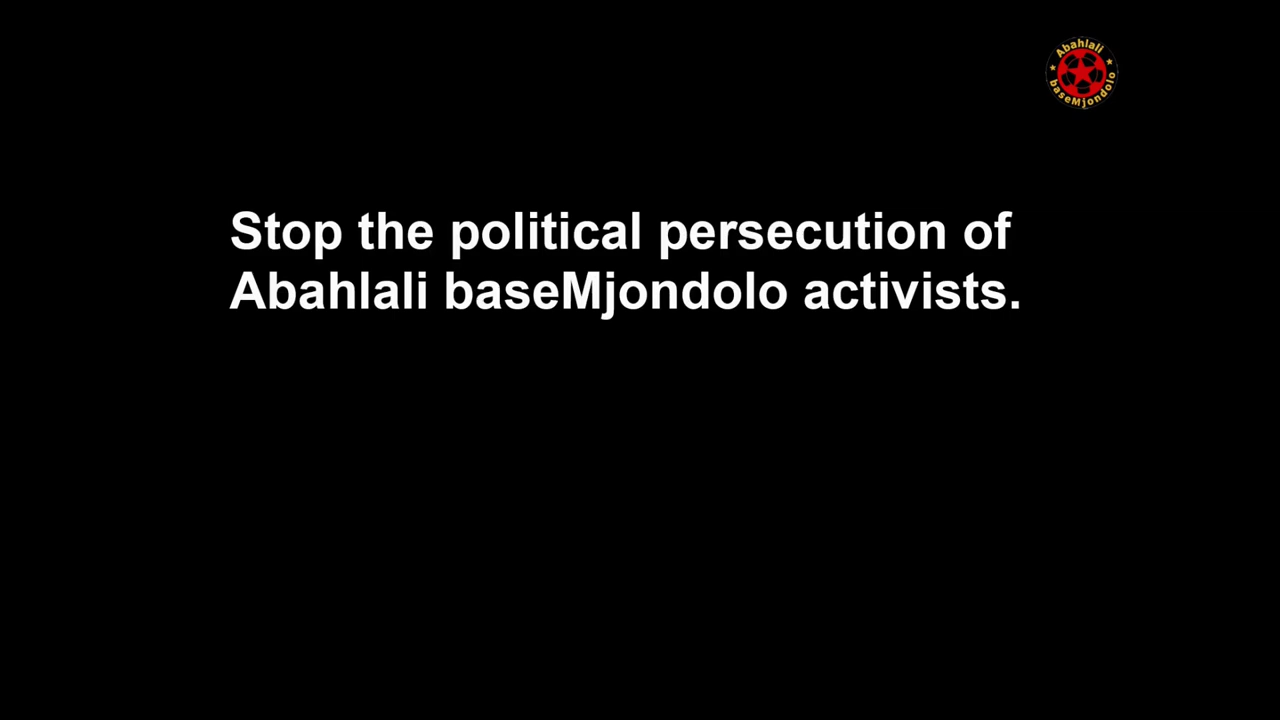 Abahlali
baseMjondolo
Stop the political persecution of
Abahlali baseMjondolo activists.